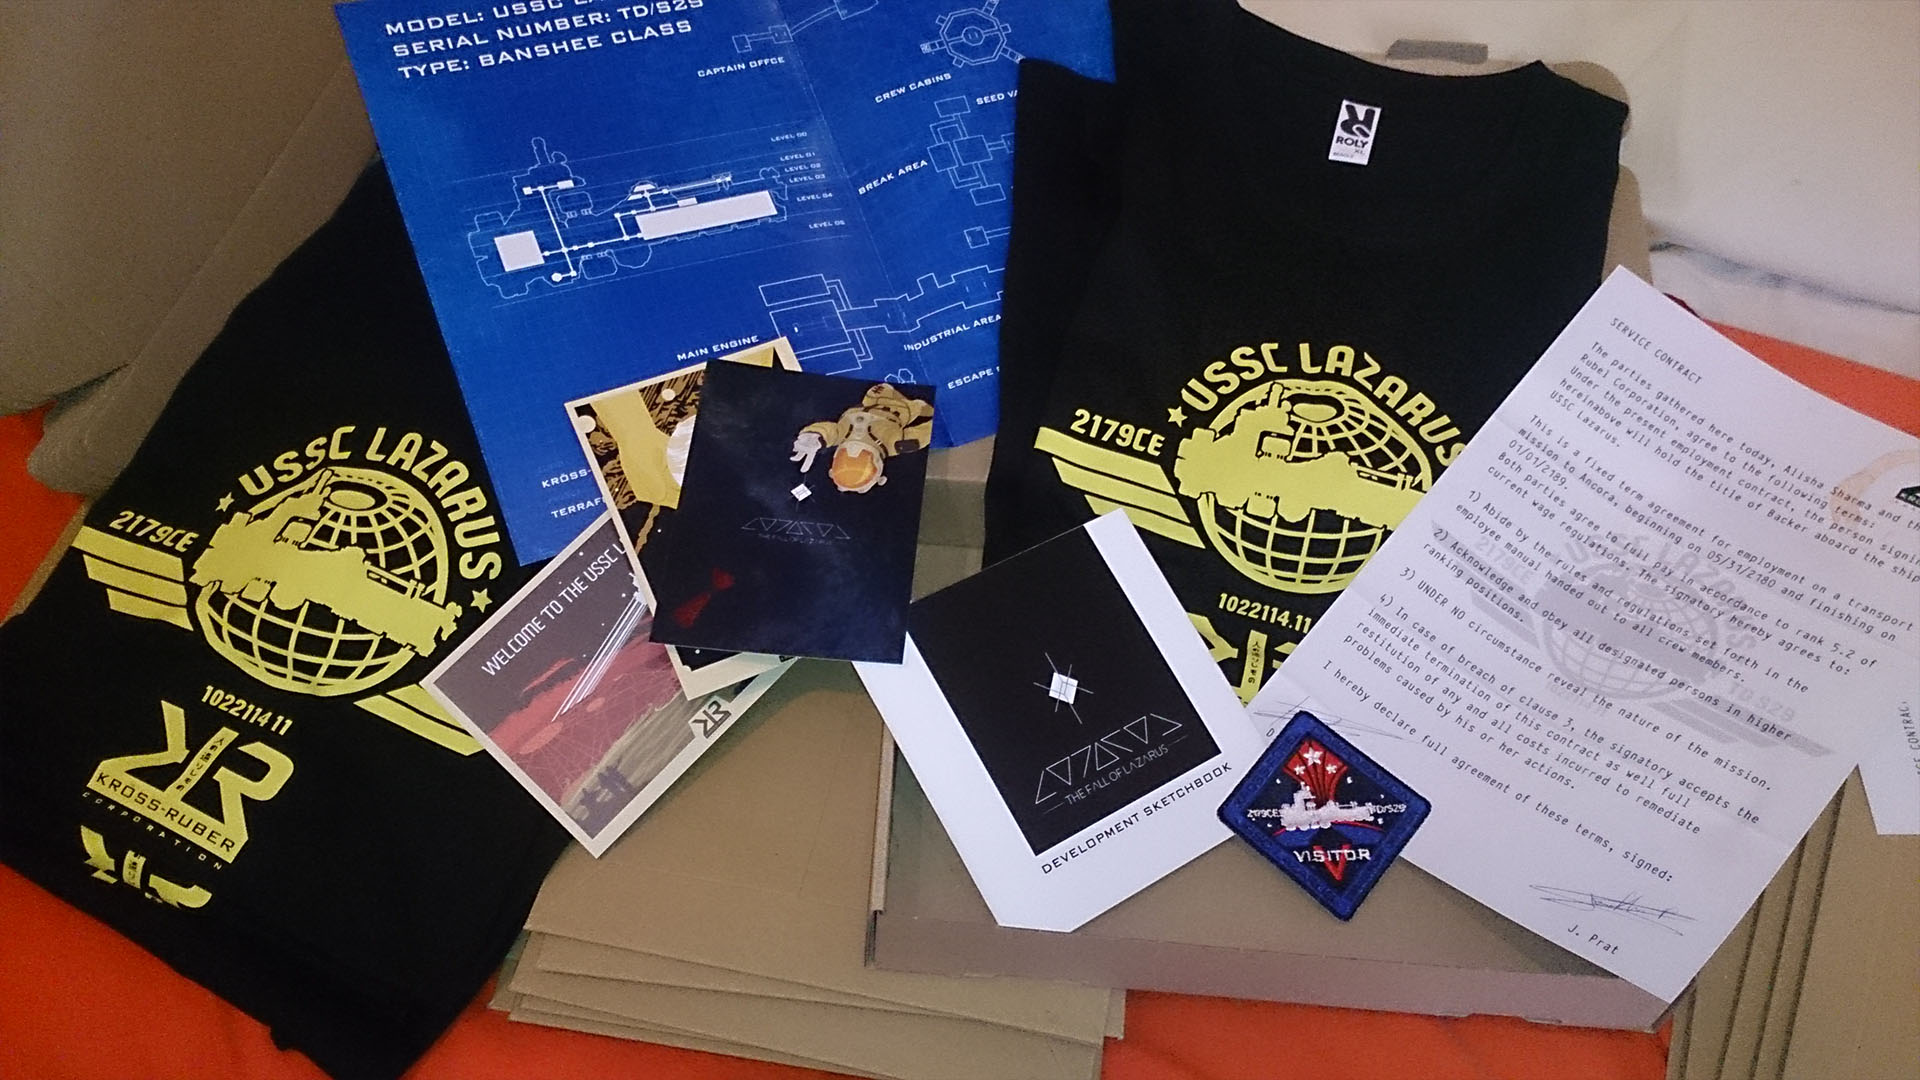 MODEL: USSC
SERIAL NUMBER: TD/S29
TYPE: BANSHEE CLASS
CAPTAIN OFFCE
CREW CABINS
SEED
BREAK AREA
LEVEL 00
LEVEL 01
LEVEL 02
LEVEL 03
LEVEL 04
LEVEL 05
MAIN ENGINE
INDUSTRIAL AREA
ESCAPE
KRÖSS-
TERRAF
ROLY
XL
USSC LAZARUS
2179CE
1022114.11
KROSS-RUBER
CORPORATION
USSC LAZARUS
2179CE
1022114.11
WELCOME TO THE USSC
THE FALL OF LAZARUS
DEVELOPMENT SKETCHBOOK
2179CE
TD/S29
VISITOR
V
SERVICE CONTRACT
The parties gathered here today, Aliisha Sharma and the
Rubel Corporation, agree to the following terms:
Under the present employment contract, the person signing
hereinabove will hold the title of Backer aboard the ship
USSC Lazarus.
This is a fixed term agreement for employment on a transport
mission to Ancora, beginning on 05/31/2180 and finishing on
01/01/2189.
Both parties agree to full pay in accordance to rank 5.2 of
current wage regulations. The signatory hereby agrees to:
1) Abide by the rules and regulations set forth in the
employee manual handed out to all crew members.
2) Acknowledge and obey all designated persons in higher
ranking positions.
3) UNDER NO circumstance reveal the nature of the mission.
4) In case of breach of clause 3, the signatory accepts the
immediate termination of this contract as well full
restitution of any and all costs incurred to remediate
problems caused by his or her actions.
I hereby declare full agreement of these terms, signed:
J. Prat